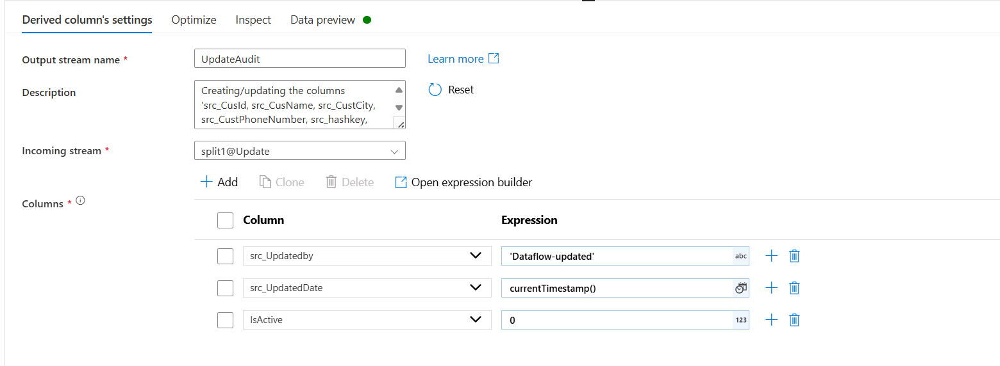 Derived column's settings Optimize Inspect Data preview
Output stream name * UpdateAudit Learn more
Description Creating/updating the columns
'src_CusId, src_CusName, src_CustCity,
src_CustPhoneNumber, src_hashkey,
Reset
Incoming stream * split1@Update
Add Clone Delete Open expression builder
Columns *
Column Expression
src_Updatedby 'Dataflow-updated' abc
src_UpdatedDate currentTimestamp()
IsActive 0 123